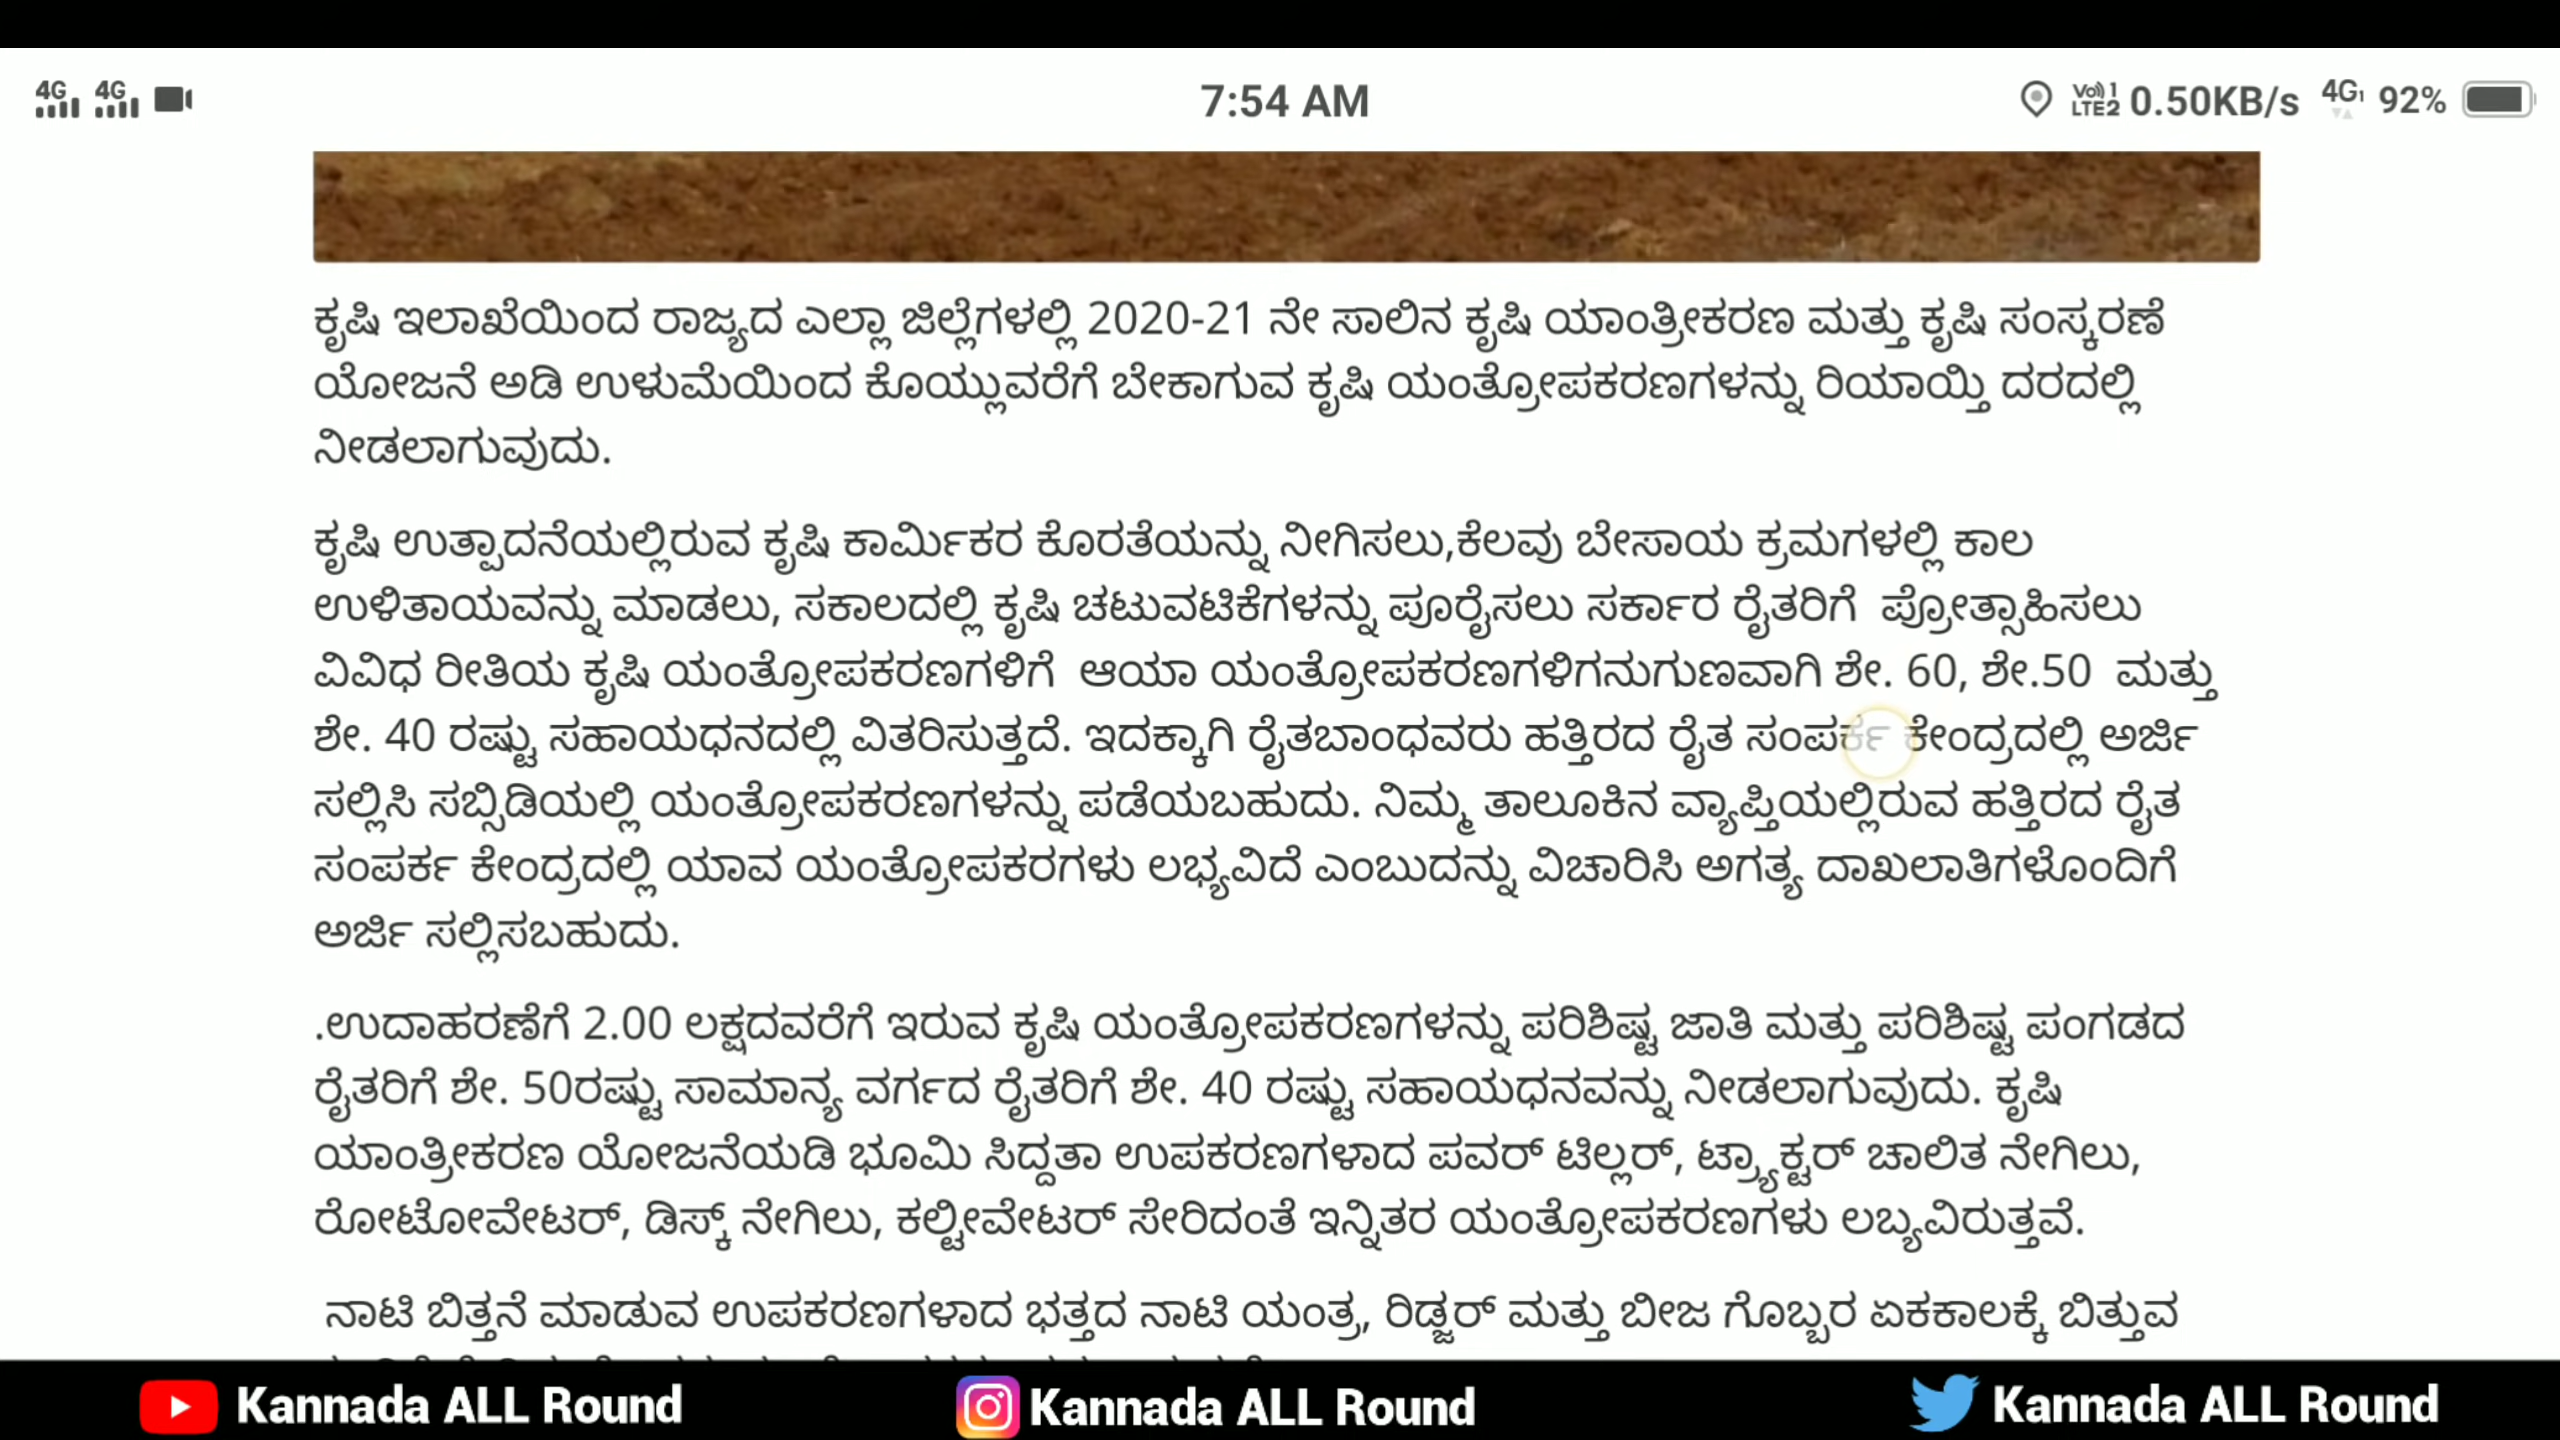 4G 4G 7:54 AM Vo) 1 LTE2 0.50KB/s 4G1 92%
ಕೃಷಿ ಇಲಾಖೆಯಿಂದ ರಾಜ್ಯದ ಎಲ್ಲಾ ಜಿಲ್ಲೆಗಳಲ್ಲಿ 2020-21 ನೇ ಸಾಲಿನ ಕೃಷಿ ಯಾಂತ್ರೀಕರಣ ಮತ್ತು ಕೃಷಿ ಸಂಸ್ಕರಣೆ
ಯೋಜನೆ ಅಡಿ ಉಳುಮೆಯಿಂದ ಕೊಯ್ಲುವರೆಗೆ ಬೇಕಾಗುವ ಕೃಷಿ ಯಂತ್ರೋಪಕರಣಗಳನ್ನು ರಿಯಾಯ್ತಿ ದರದಲ್ಲಿ
ನೀಡಲಾಗುವುದು.
ಕೃಷಿ ಉತ್ಪಾದನೆಯಲ್ಲಿರುವ ಕೃಷಿ ಕಾರ್ಮಿಕರ ಕೊರತೆಯನ್ನು ನೀಗಿಸಲು,ಕೆಲವು ಬೇಸಾಯ ಕ್ರಮಗಳಲ್ಲಿ ಕಾಲ
ಉಳಿತಾಯವನ್ನು ಮಾಡಲು, ಸಕಾಲದಲ್ಲಿ ಕೃಷಿ ಚಟುವಟಿಕೆಗಳನ್ನು ಪೂರೈಸಲು ಸರ್ಕಾರ ರೈತರಿಗೆ ಪ್ರೋತ್ಸಾಹಿಸಲು
ವಿವಿಧ ರೀತಿಯ ಕೃಷಿ ಯಂತ್ರೋಪಕರಣಗಳಿಗೆ ಆಯಾ ಯಂತ್ರೋಪಕರಣಗಳಿಗನುಗುಣವಾಗಿ ಶೇ. 60, ಶೇ.50 ಮತ್ತು
ಶೇ. 40 ರಷ್ಟು ಸಹಾಯಧನದಲ್ಲಿ ವಿತರಿಸುತ್ತದೆ. ಇದಕ್ಕಾಗಿ ರೈತಬಾಂಧವರು ಹತ್ತಿರದ ರೈತ ಸಂಪರ್ಕ ಕೇಂದ್ರದಲ್ಲಿ ಅರ್ಜಿ
ಸಲ್ಲಿಸಿ ಸಬ್ಸಿಡಿಯಲ್ಲಿ ಯಂತ್ರೋಪಕರಣಗಳನ್ನು ಪಡೆಯಬಹುದು. ನಿಮ್ಮ ತಾಲೂಕಿನ ವ್ಯಾಪ್ತಿಯಲ್ಲಿರುವ ಹತ್ತಿರದ ರೈತ
ಸಂಪರ್ಕ ಕೇಂದ್ರದಲ್ಲಿ ಯಾವ ಯಂತ್ರೋಪಕರಗಳು ಲಭ್ಯವಿದೆ ಎಂಬುದನ್ನು ವಿಚಾರಿಸಿ ಅಗತ್ಯ ದಾಖಲಾತಿಗಳೊಂದಿಗೆ
ಅರ್ಜಿ ಸಲ್ಲಿಸಬಹುದು.
.ಉದಾಹರಣೆಗೆ 2.00 ಲಕ್ಷದವರೆಗೆ ಇರುವ ಕೃಷಿ ಯಂತ್ರೋಪಕರಣಗಳನ್ನು ಪರಿಶಿಷ್ಟ ಜಾತಿ ಮತ್ತು ಪರಿಶಿಷ್ಟ ಪಂಗಡದ
ರೈತರಿಗೆ ಶೇ. 50ರಷ್ಟು ಸಾಮಾನ್ಯ ವರ್ಗದ ರೈತರಿಗೆ ಶೇ. 40 ರಷ್ಟು ಸಹಾಯಧನವನ್ನು ನೀಡಲಾಗುವುದು. ಕೃಷಿ
ಯಾಂತ್ರೀಕರಣ ಯೋಜನೆಯಡಿ ಭೂಮಿ ಸಿದ್ದತಾ ಉಪಕರಣಗಳಾದ ಪವರ್ ಟಿಲ್ಲರ್, ಟ್ರ್ಯಾಕ್ಟರ್ ಚಾಲಿತ ನೇಗಿಲು,
ರೋಟೋವೇಟರ್, ಡಿಸ್ಕ್ ನೇಗಿಲು, ಕಲ್ಟೀವೇಟರ್ ಸೇರಿದಂತೆ ಇನ್ನಿತರ ಯಂತ್ರೋಪಕರಣಗಳು ಲಬ್ಯವಿರುತ್ತವೆ.
ನಾಟಿ ಬಿತ್ತನೆ ಮಾಡುವ ಉಪಕರಣಗಳಾದ ಭತ್ತದ ನಾಟಿ ಯಂತ್ರ, ರಿಡ್ಜರ್ ಮತ್ತು ಬೀಜ ಗೊಬ್ಬರ ಏಕಕಾಲಕ್ಕೆ ಬಿತ್ತುವ
Kannada ALL Round Kannada ALL Round Kannada ALL Round